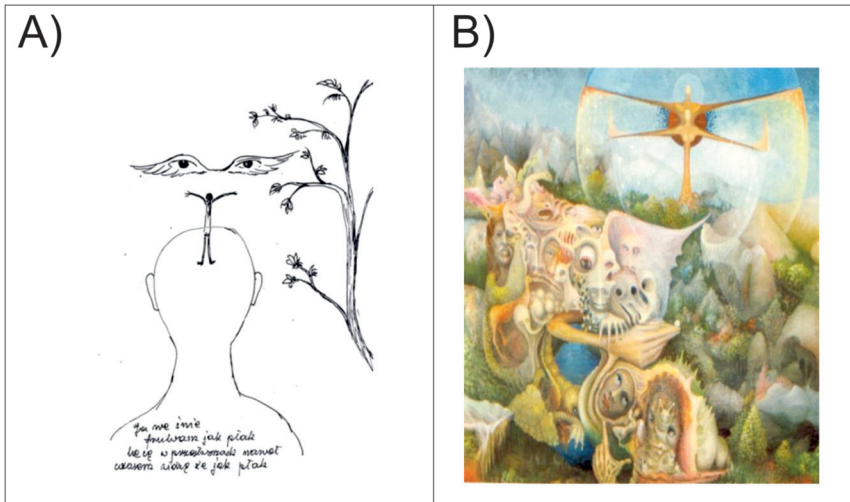 A)
B)
Ja we śnie
fruwam jak ptak
lecę w przestworzach nawet
czasem widzę że jak ptak